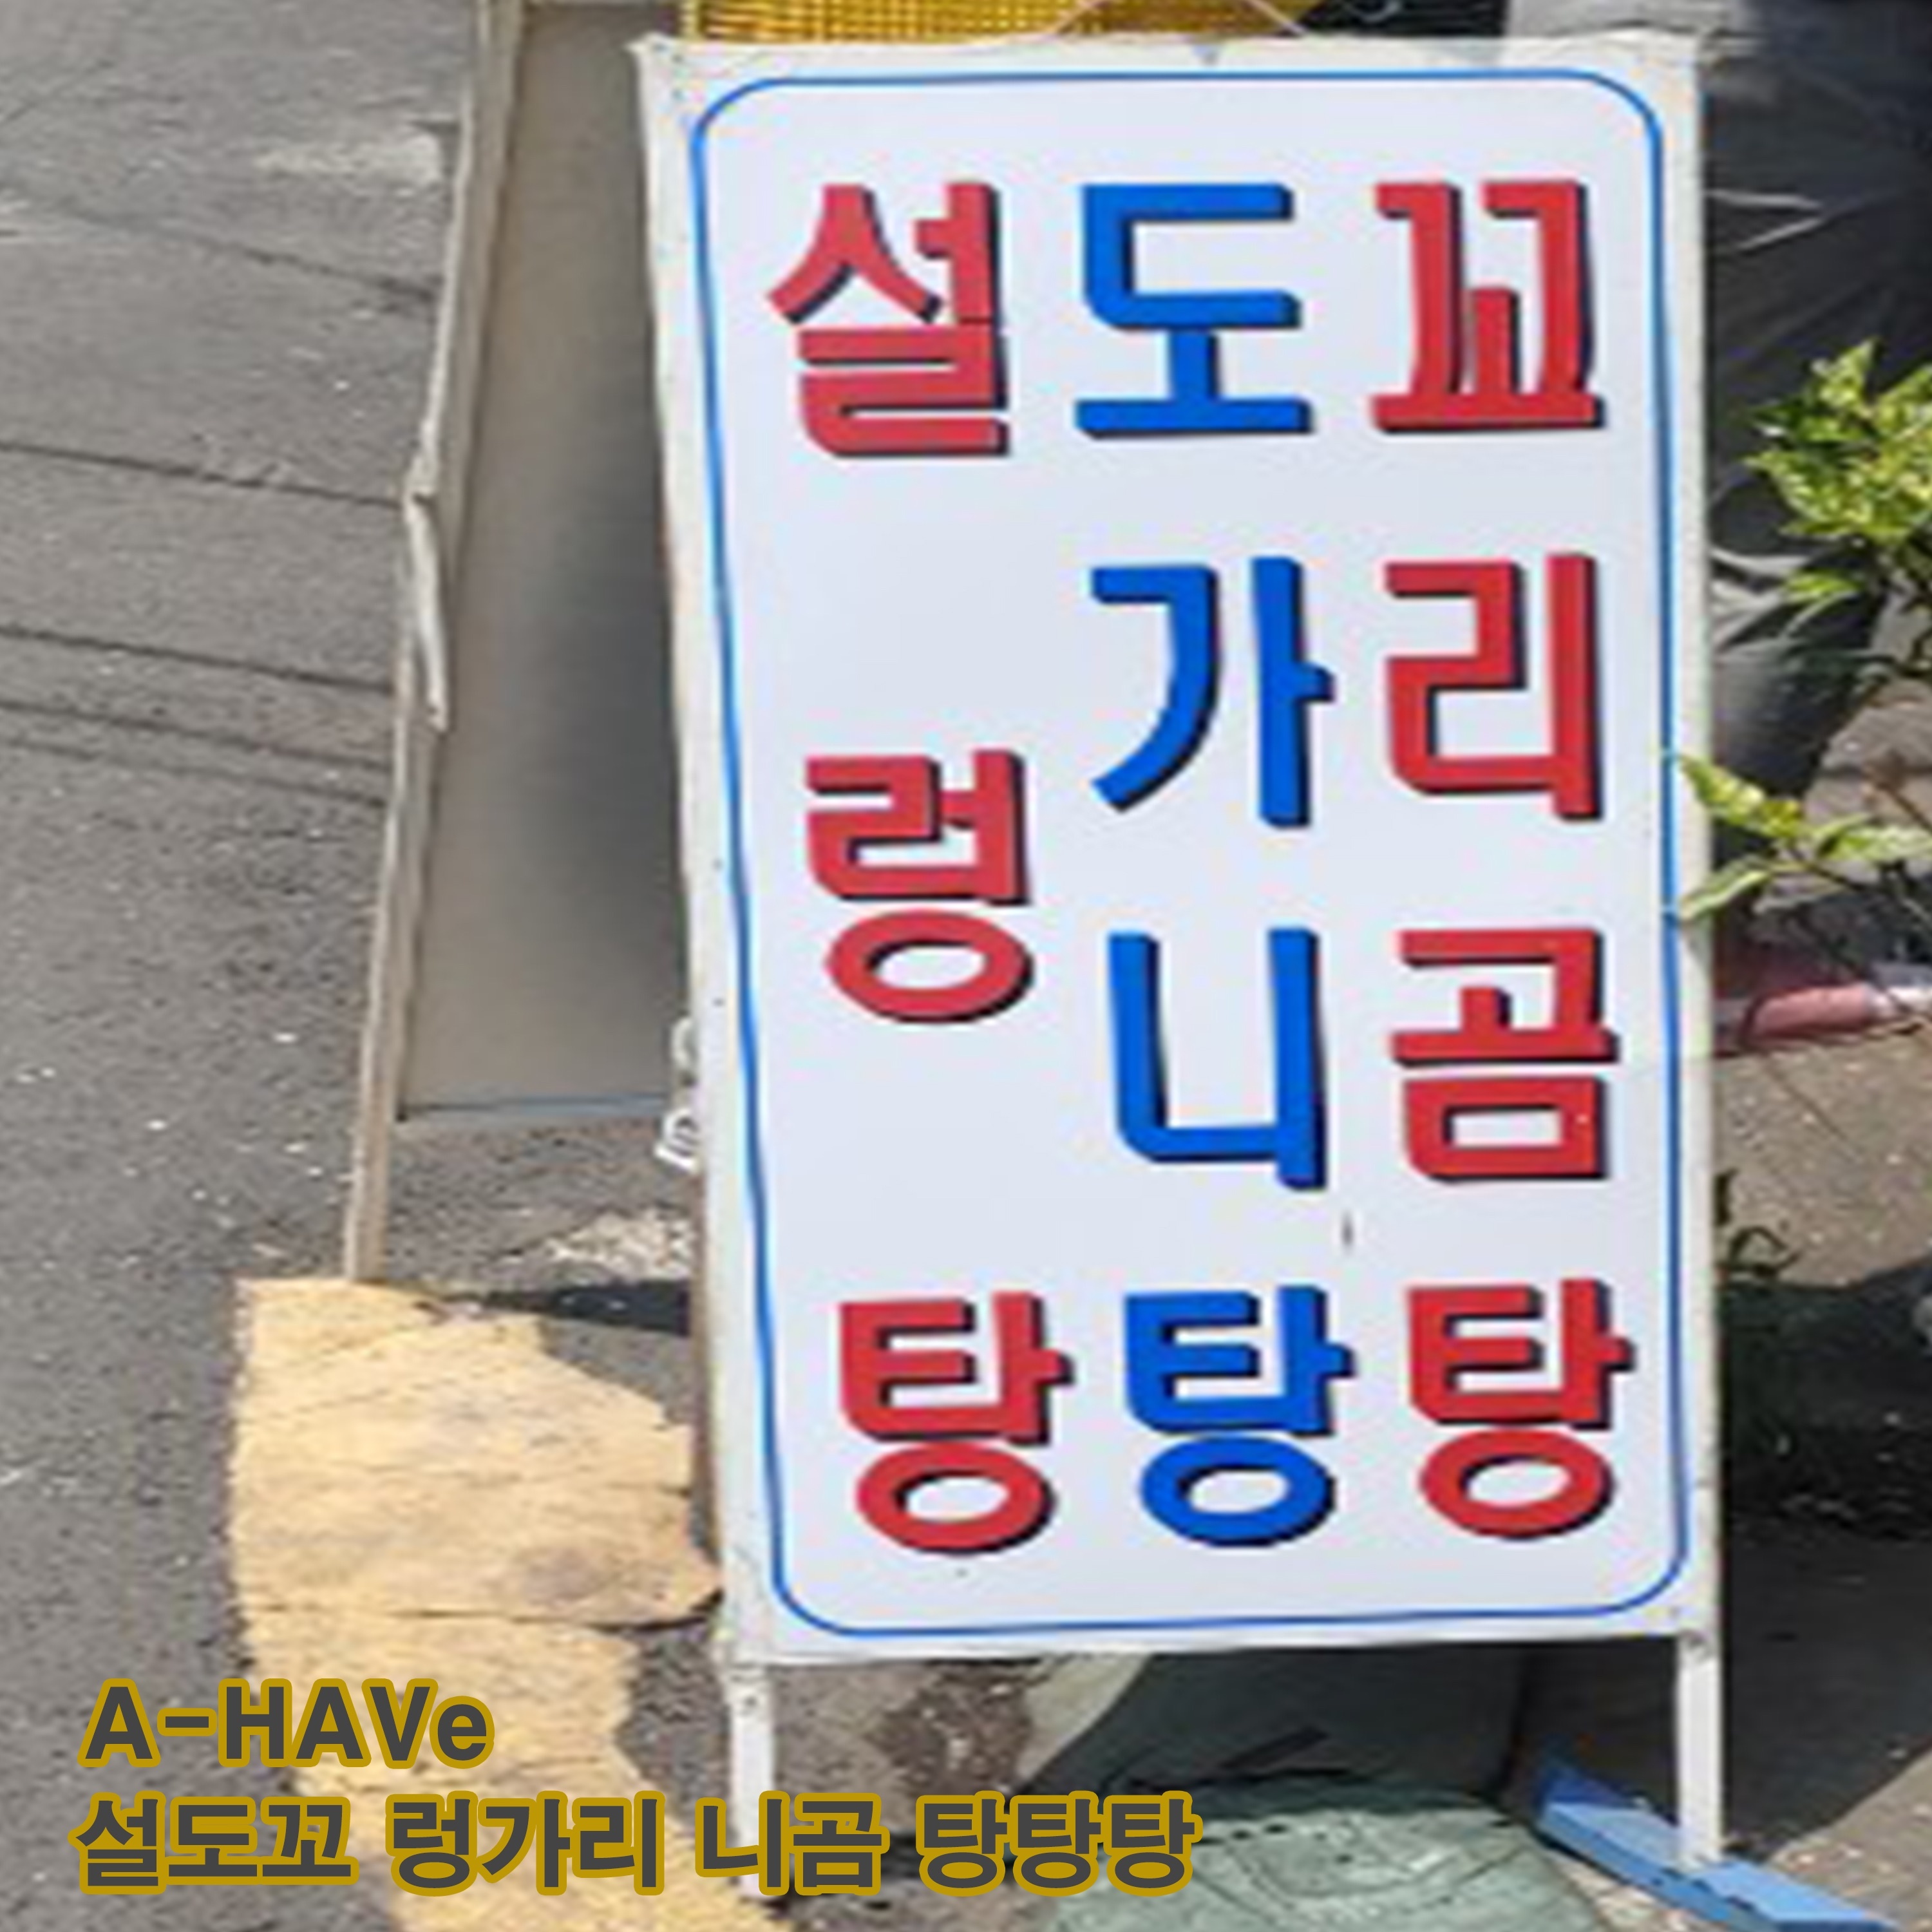 설렁탕
도가니탕
꼬리곰탕
A-HAVe
설도꼬 렁가리 니곰 탕탕탕